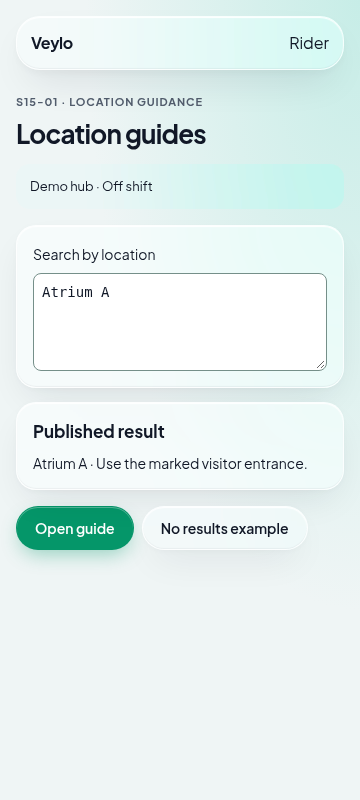 Veylo
Rider
S15-01 · LOCATION GUIDANCE
Location guides
Demo hub · Off shift
Search by location
Atrium A
Published result
Atrium A · Use the marked visitor entrance.
Open guide
No results example